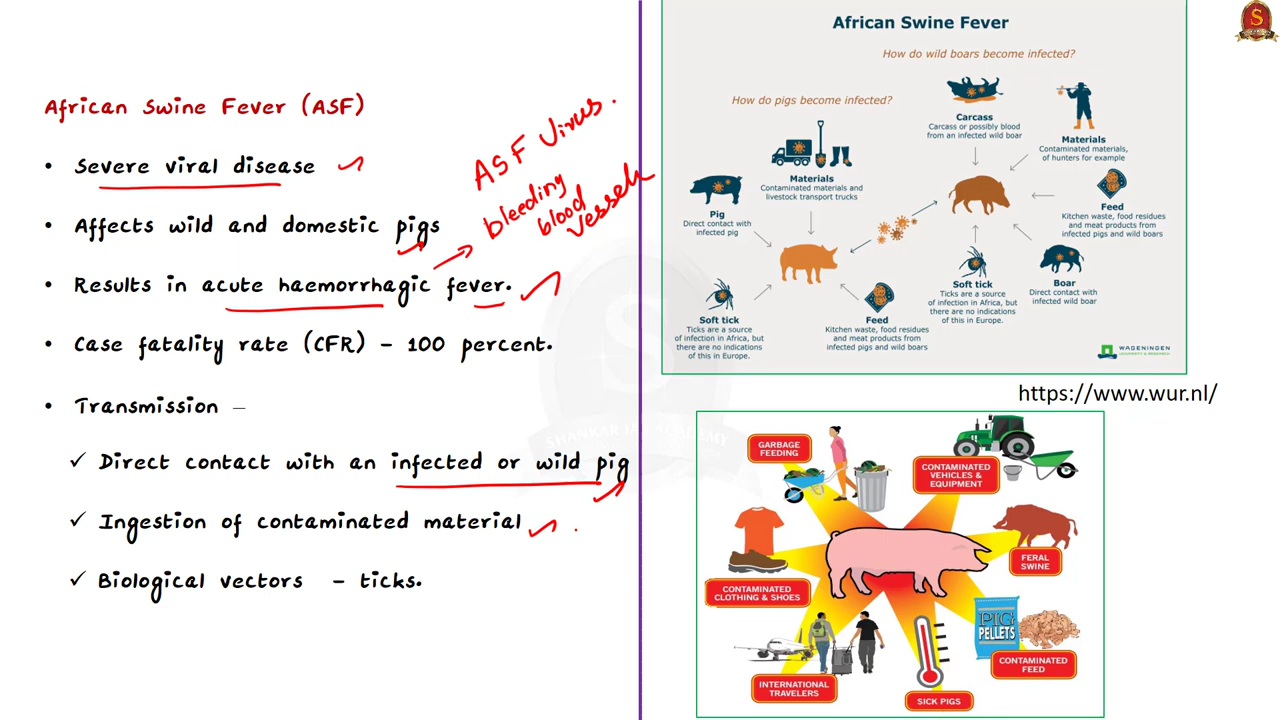 African Swine Fever (ASF)
• Severe viral disease
• Affects wild and domestic pigs
• Results in acute haemorrhagic fever.
• Case fatality rate (CFR) – 100 percent.
• Transmission –
✓ Direct contact with an infected or wild pig
✓ Ingestion of contaminated material
✓ Biological vectors – ticks.
ASF Virus.
bleeding
blood
vessels
SHANKAR IAS ACADEMY
African Swine Fever
How do wild boars become infected?
How do pigs become infected?
Carcass
Carcass or possibly blood
from an infected wild boar
Materials
Contaminated materials,
of hunters for example
Materials
Contaminated materials and
livestock transport trucks
Pig
Direct contact with
infected pig
Feed
Kitchen waste, food residues
and meat products from
infected pigs and wild boars
Soft tick
Ticks are a source
of infection in Africa, but
there are no indications
of this in Europe.
Boar
Direct contact with
infected wild boar
Soft tick
Ticks are a source
of infection in Africa, but
there are no indications
of this in Europe.
Feed
Kitchen waste, food residues
and meat products from
infected pigs and wild boars
WAGENINGEN
UNIVERSITY & RESEARCH
https://www.wur.nl/
GARBAGE
FEEDING
CONTAMINATED
VEHICLES &
EQUIPMENT
FERAL
SWINE
CONTAMINATED
CLOTHING & SHOES
PIG
PELLETS
CONTAMINATED
FEED
INTERNATIONAL
TRAVELERS
SICK PIGS